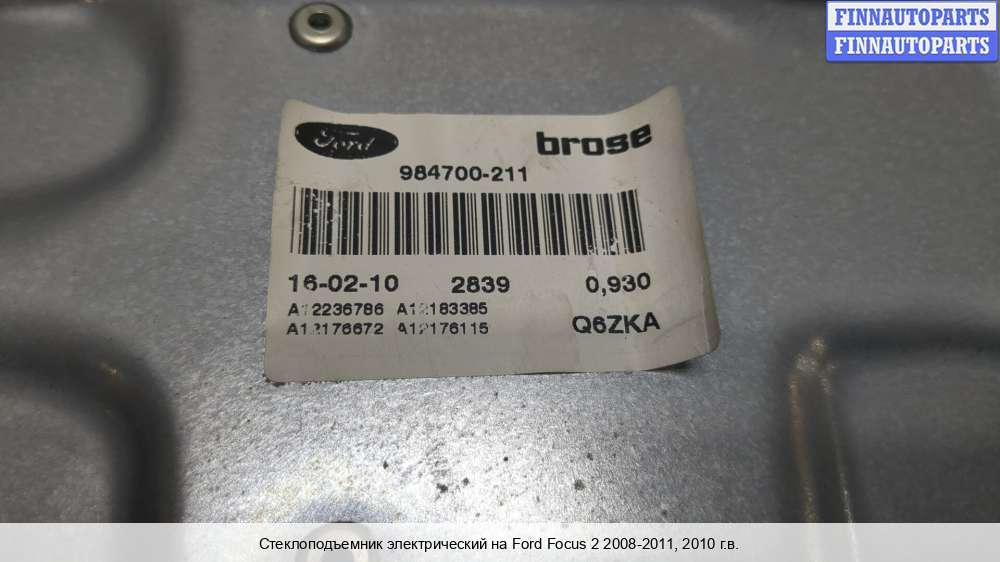 FINNAUTOPARTS
FINNAUTOPARTS
Ford brose
984700-211
16-02-10 2839 0,930
A12236786 A12183385
A12176672 A12176115 Q6ZKA
Стеклоподъемник электрический на Ford Focus 2 2008-2011, 2010 г.в.